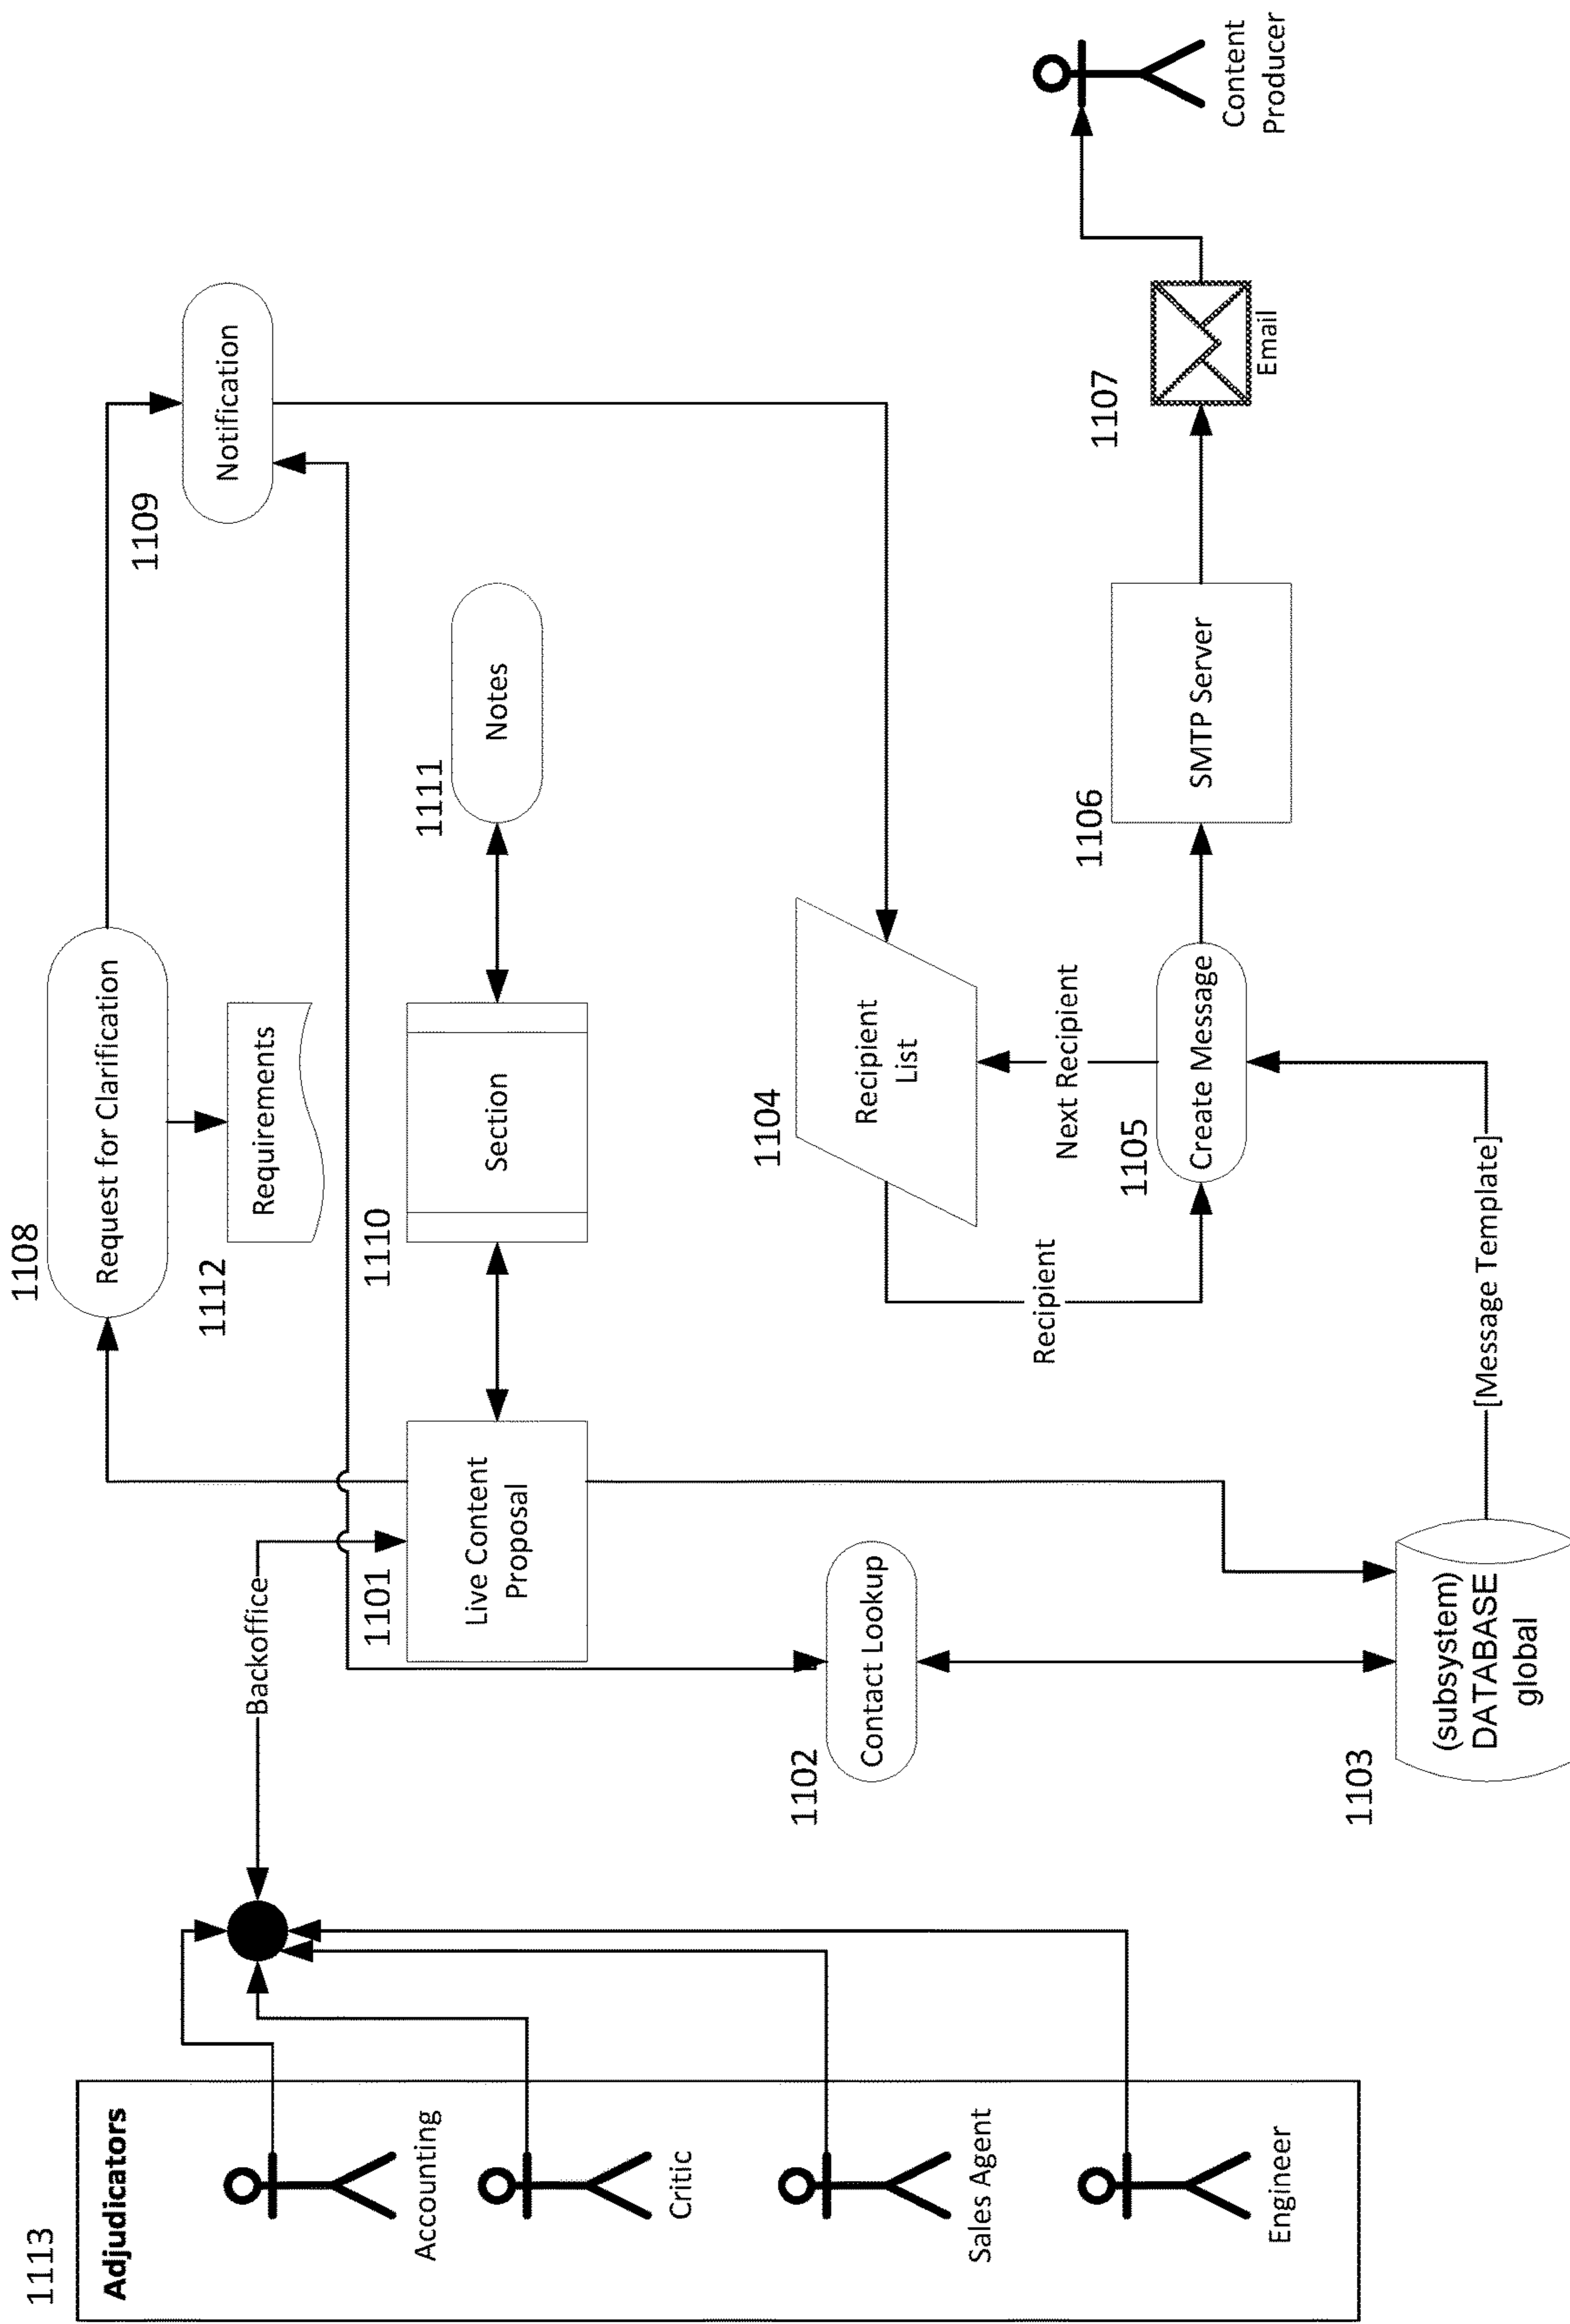 1113
Adjudicators
Accounting
Critic
Sales Agent
Engineer
Backoffice
1101
Live Content
Proposal
1102
Contact Lookup
1103
(subsystem)
DATABASE
global
1108
Request for Clarification
1112
Requirements
1110
Section
1111
Notes
1109
Notification
1104
Recipient
List
Recipient
Next Recipient
1105
Create Message
[Message Template]
1106
SMTP Server
1107
Email
Content
Producer